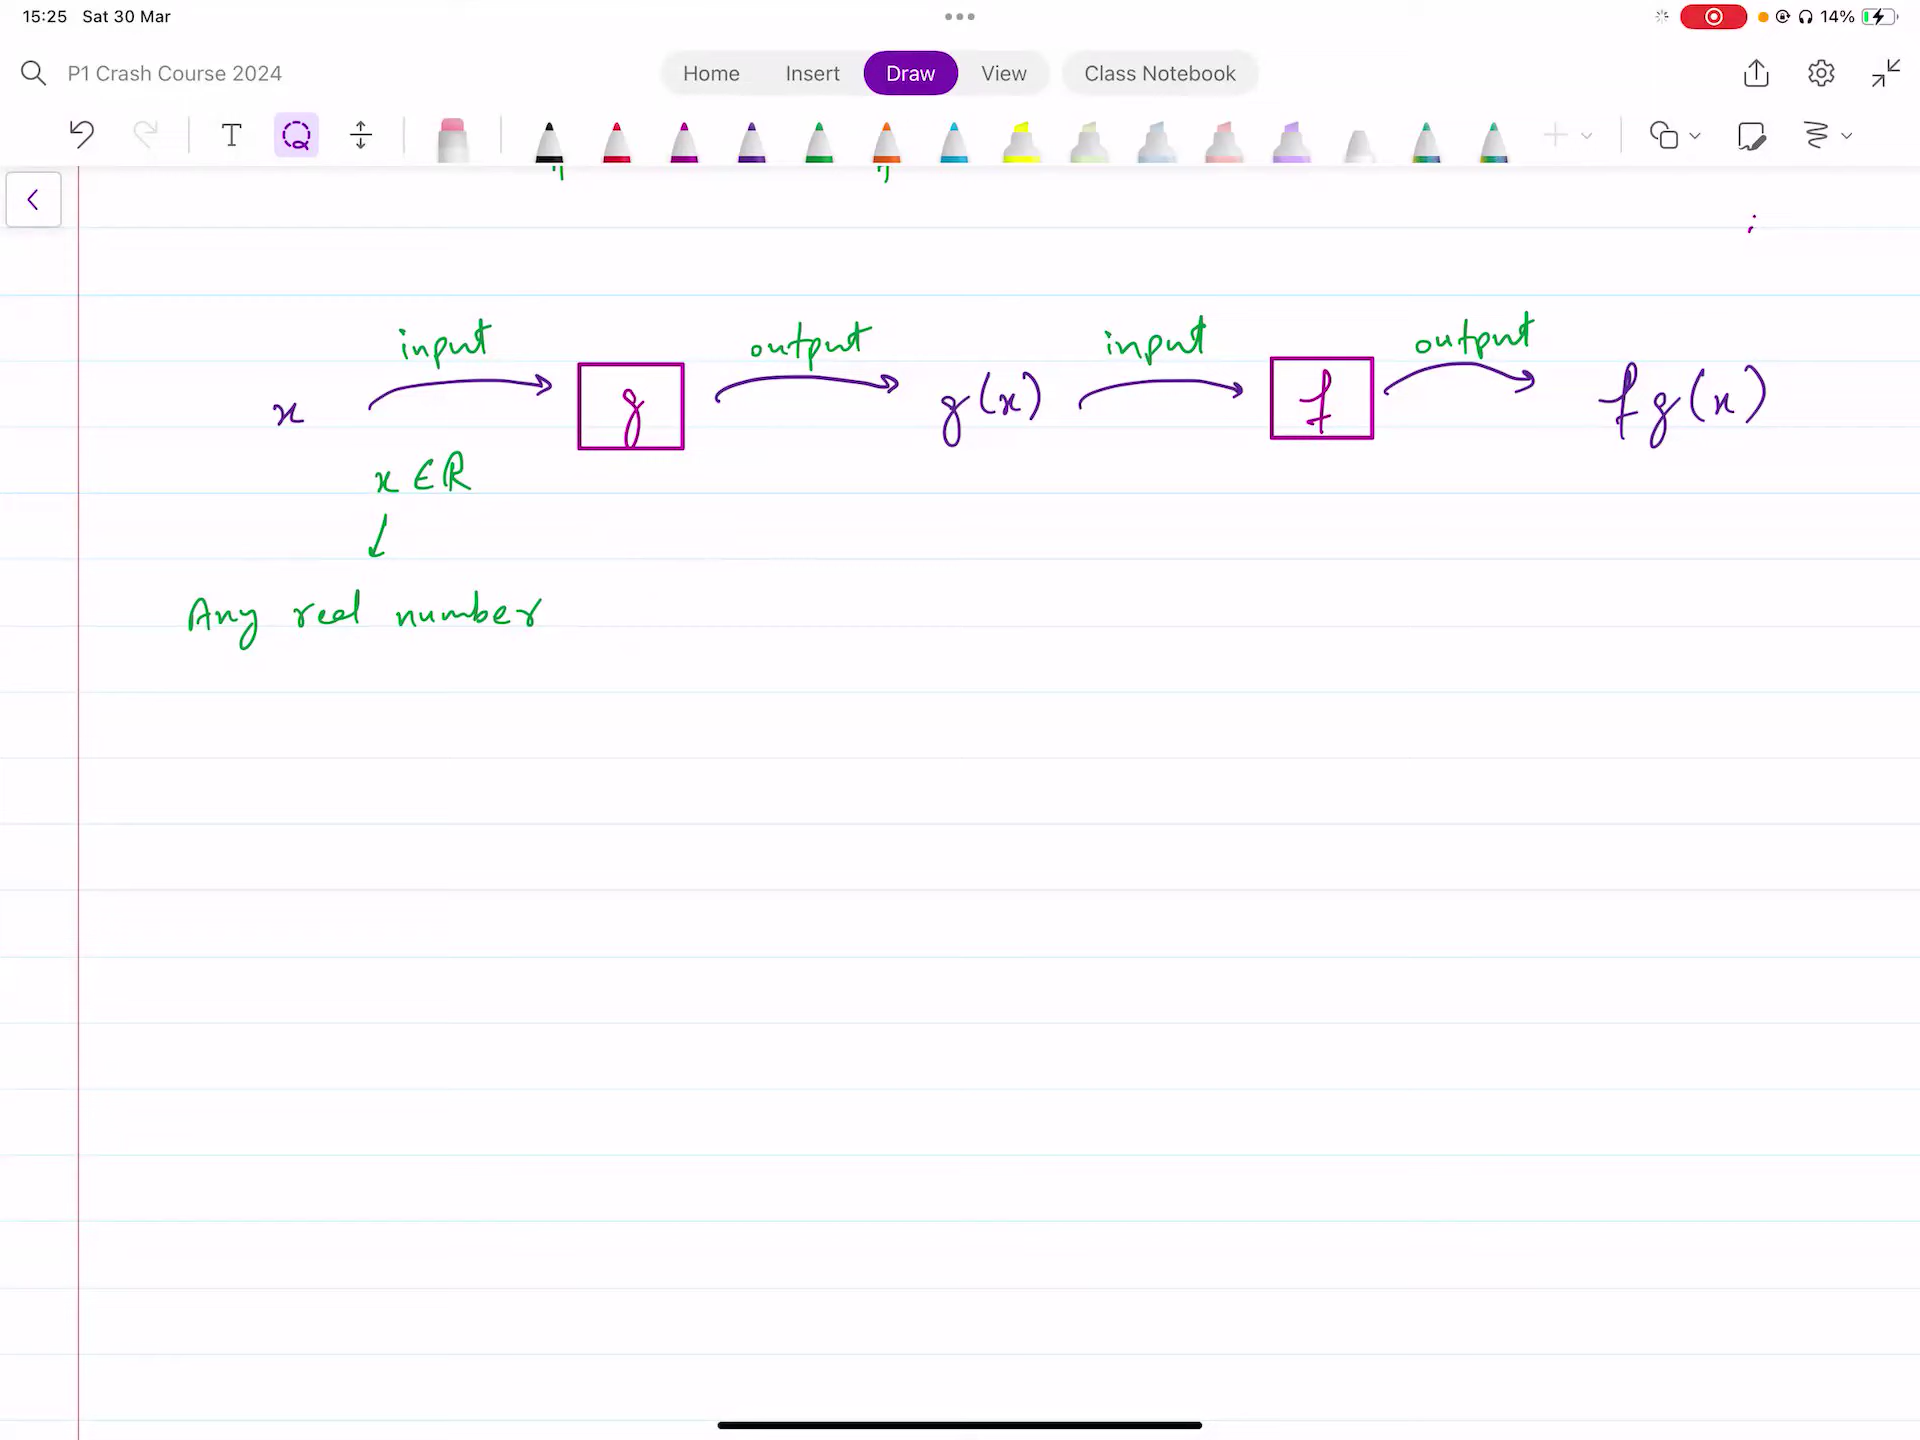 15:25 Sat 30 Mar 14%
P1 Crash Course 2024 Home Insert Draw View Class Notebook
T
input output input output
x g g(x) f fg(x)
x ∈ ℝ
Any real number